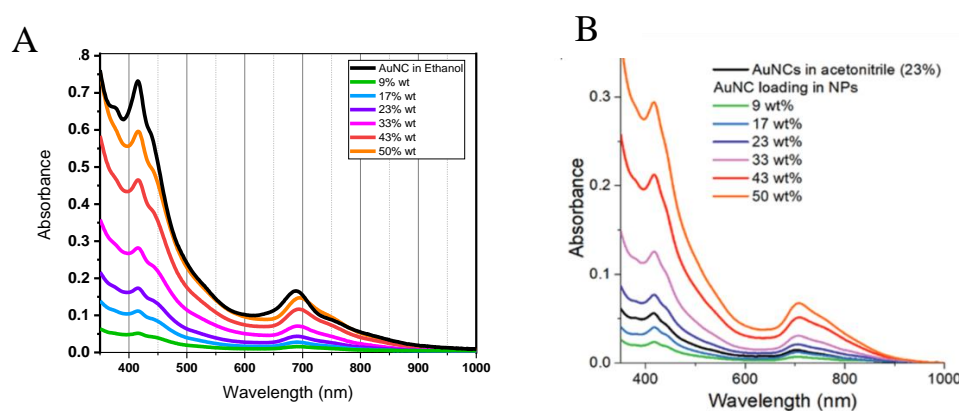 A
.8
0.7
0.6
0.5
0.4
0.3
0.2
0.1
0.0
400 500 600 700 800 900 1000
Absorbance
Wavelength (nm)
AuNC in Ethanol
9% wt
17% wt
23% wt
33% wt
43% wt
50% wt
B
0.3
0.2
0.1
0.0
400 600 800 1000
Absorbance
Wavelength (nm)
AuNCs in acetonitrile (23%)
AuNC loading in NPs
9 wt%
17 wt%
23 wt%
33 wt%
43 wt%
50 wt%